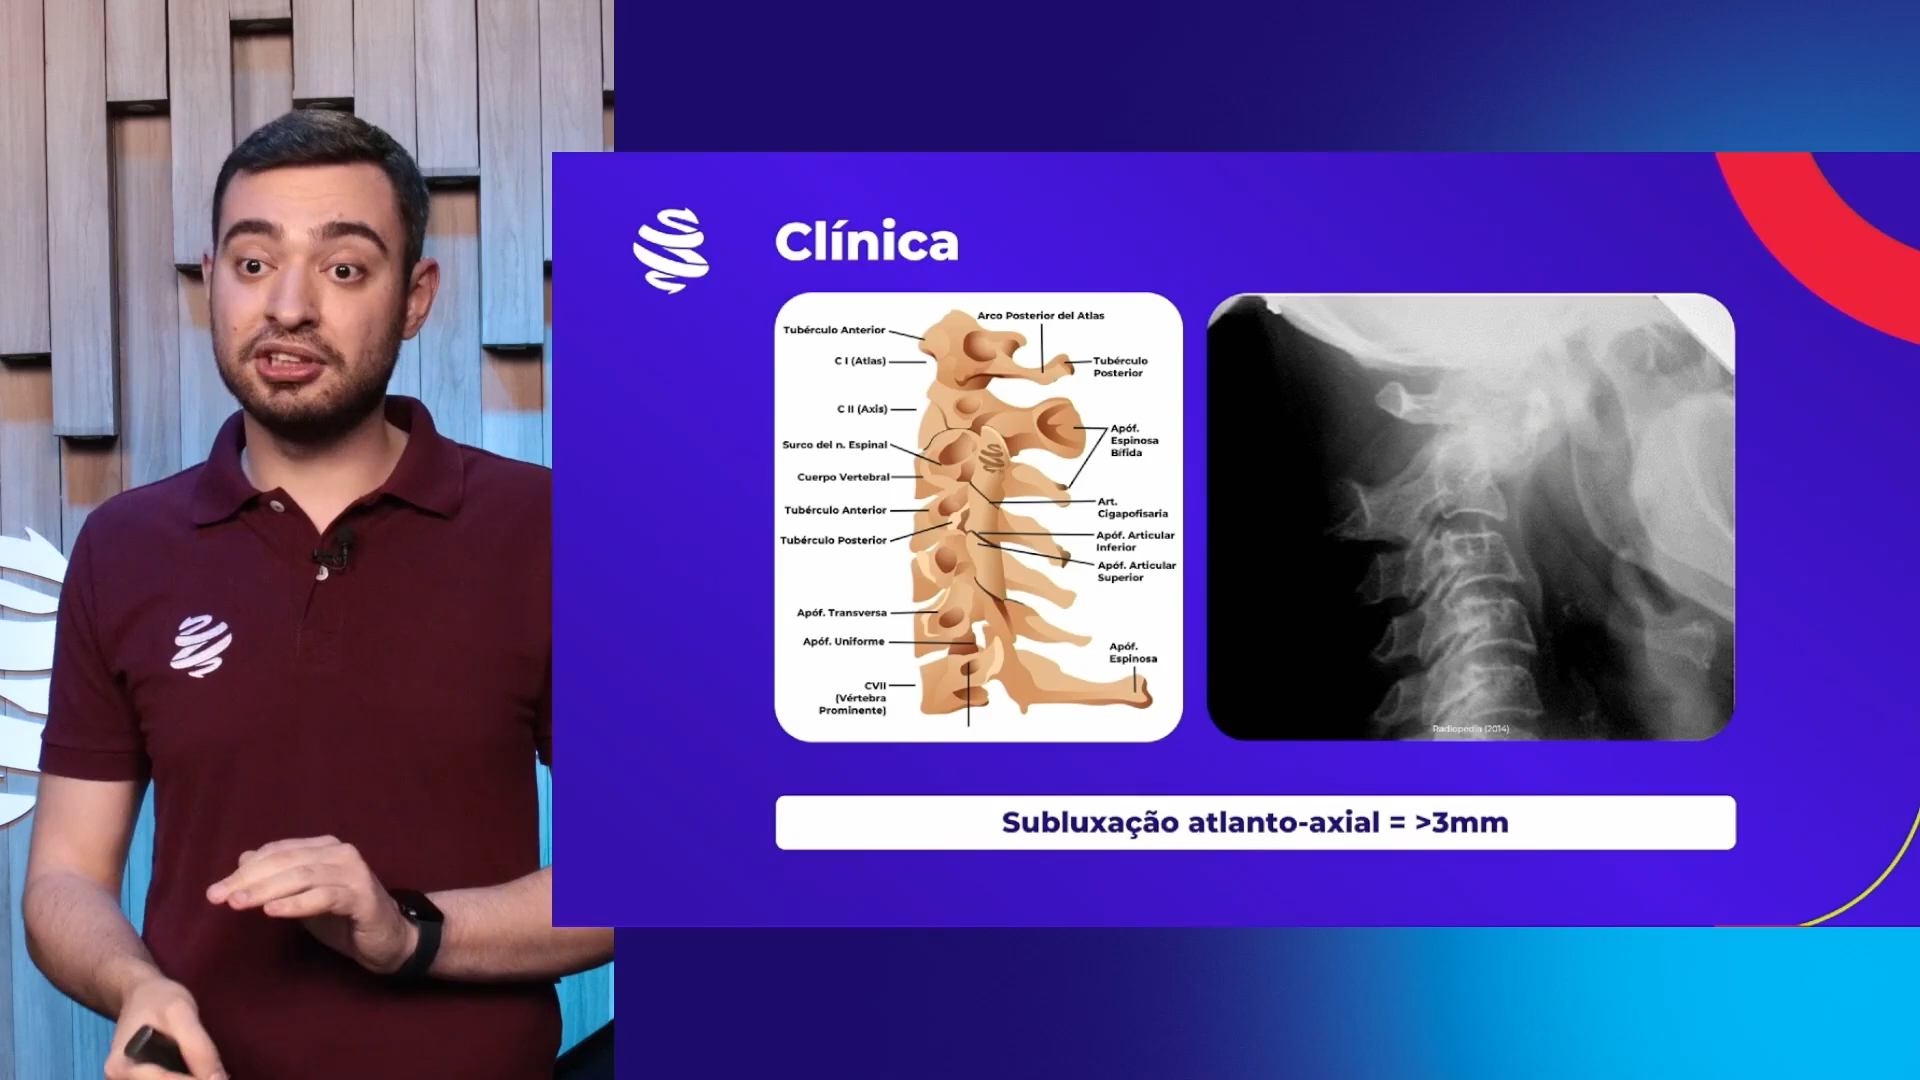 Clínica
Arco Posterior del Atlas
Tubérculo Anterior
C I (Atlas)
Tubérculo
Posterior
C II (Axis)
Apóf.
Espinosa
Bífida
Surco del n. Espinal
Cuerpo Vertebral
Art.
Cigapofisaria
Tubérculo Anterior
Tubérculo Posterior
Apóf. Articular
Inferior
Apóf. Articular
Superior
Apóf. Transversa
Apóf. Uniforme
Apóf.
Espinosa
CVII
(Vértebra
Prominente)
Radiopedia (2014)
Subluxação atlanto-axial = >3mm